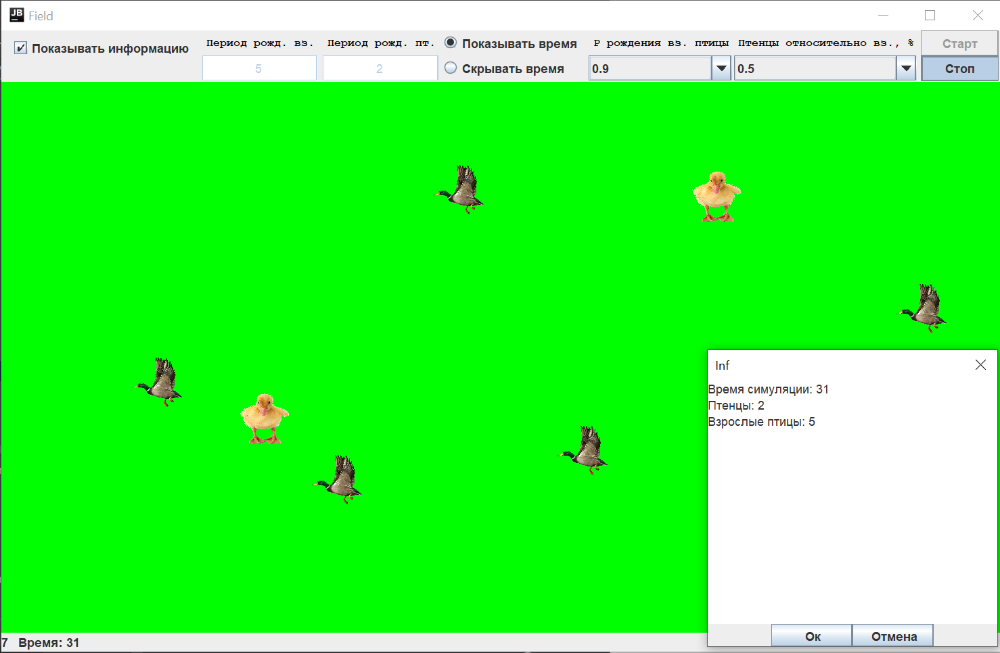 JB Field
Показывать информацию
Период рожд. вз.
5
Период рожд. пт.
2
Показывать время
Скрывать время
Р рождения вз. птицы
0.9
Птенцы относительно вз., %
0.5
Старт
Стоп
Inf
Время симуляции: 31
Птенцы: 2
Взрослые птицы: 5
Ок Отмена
7 Время: 31